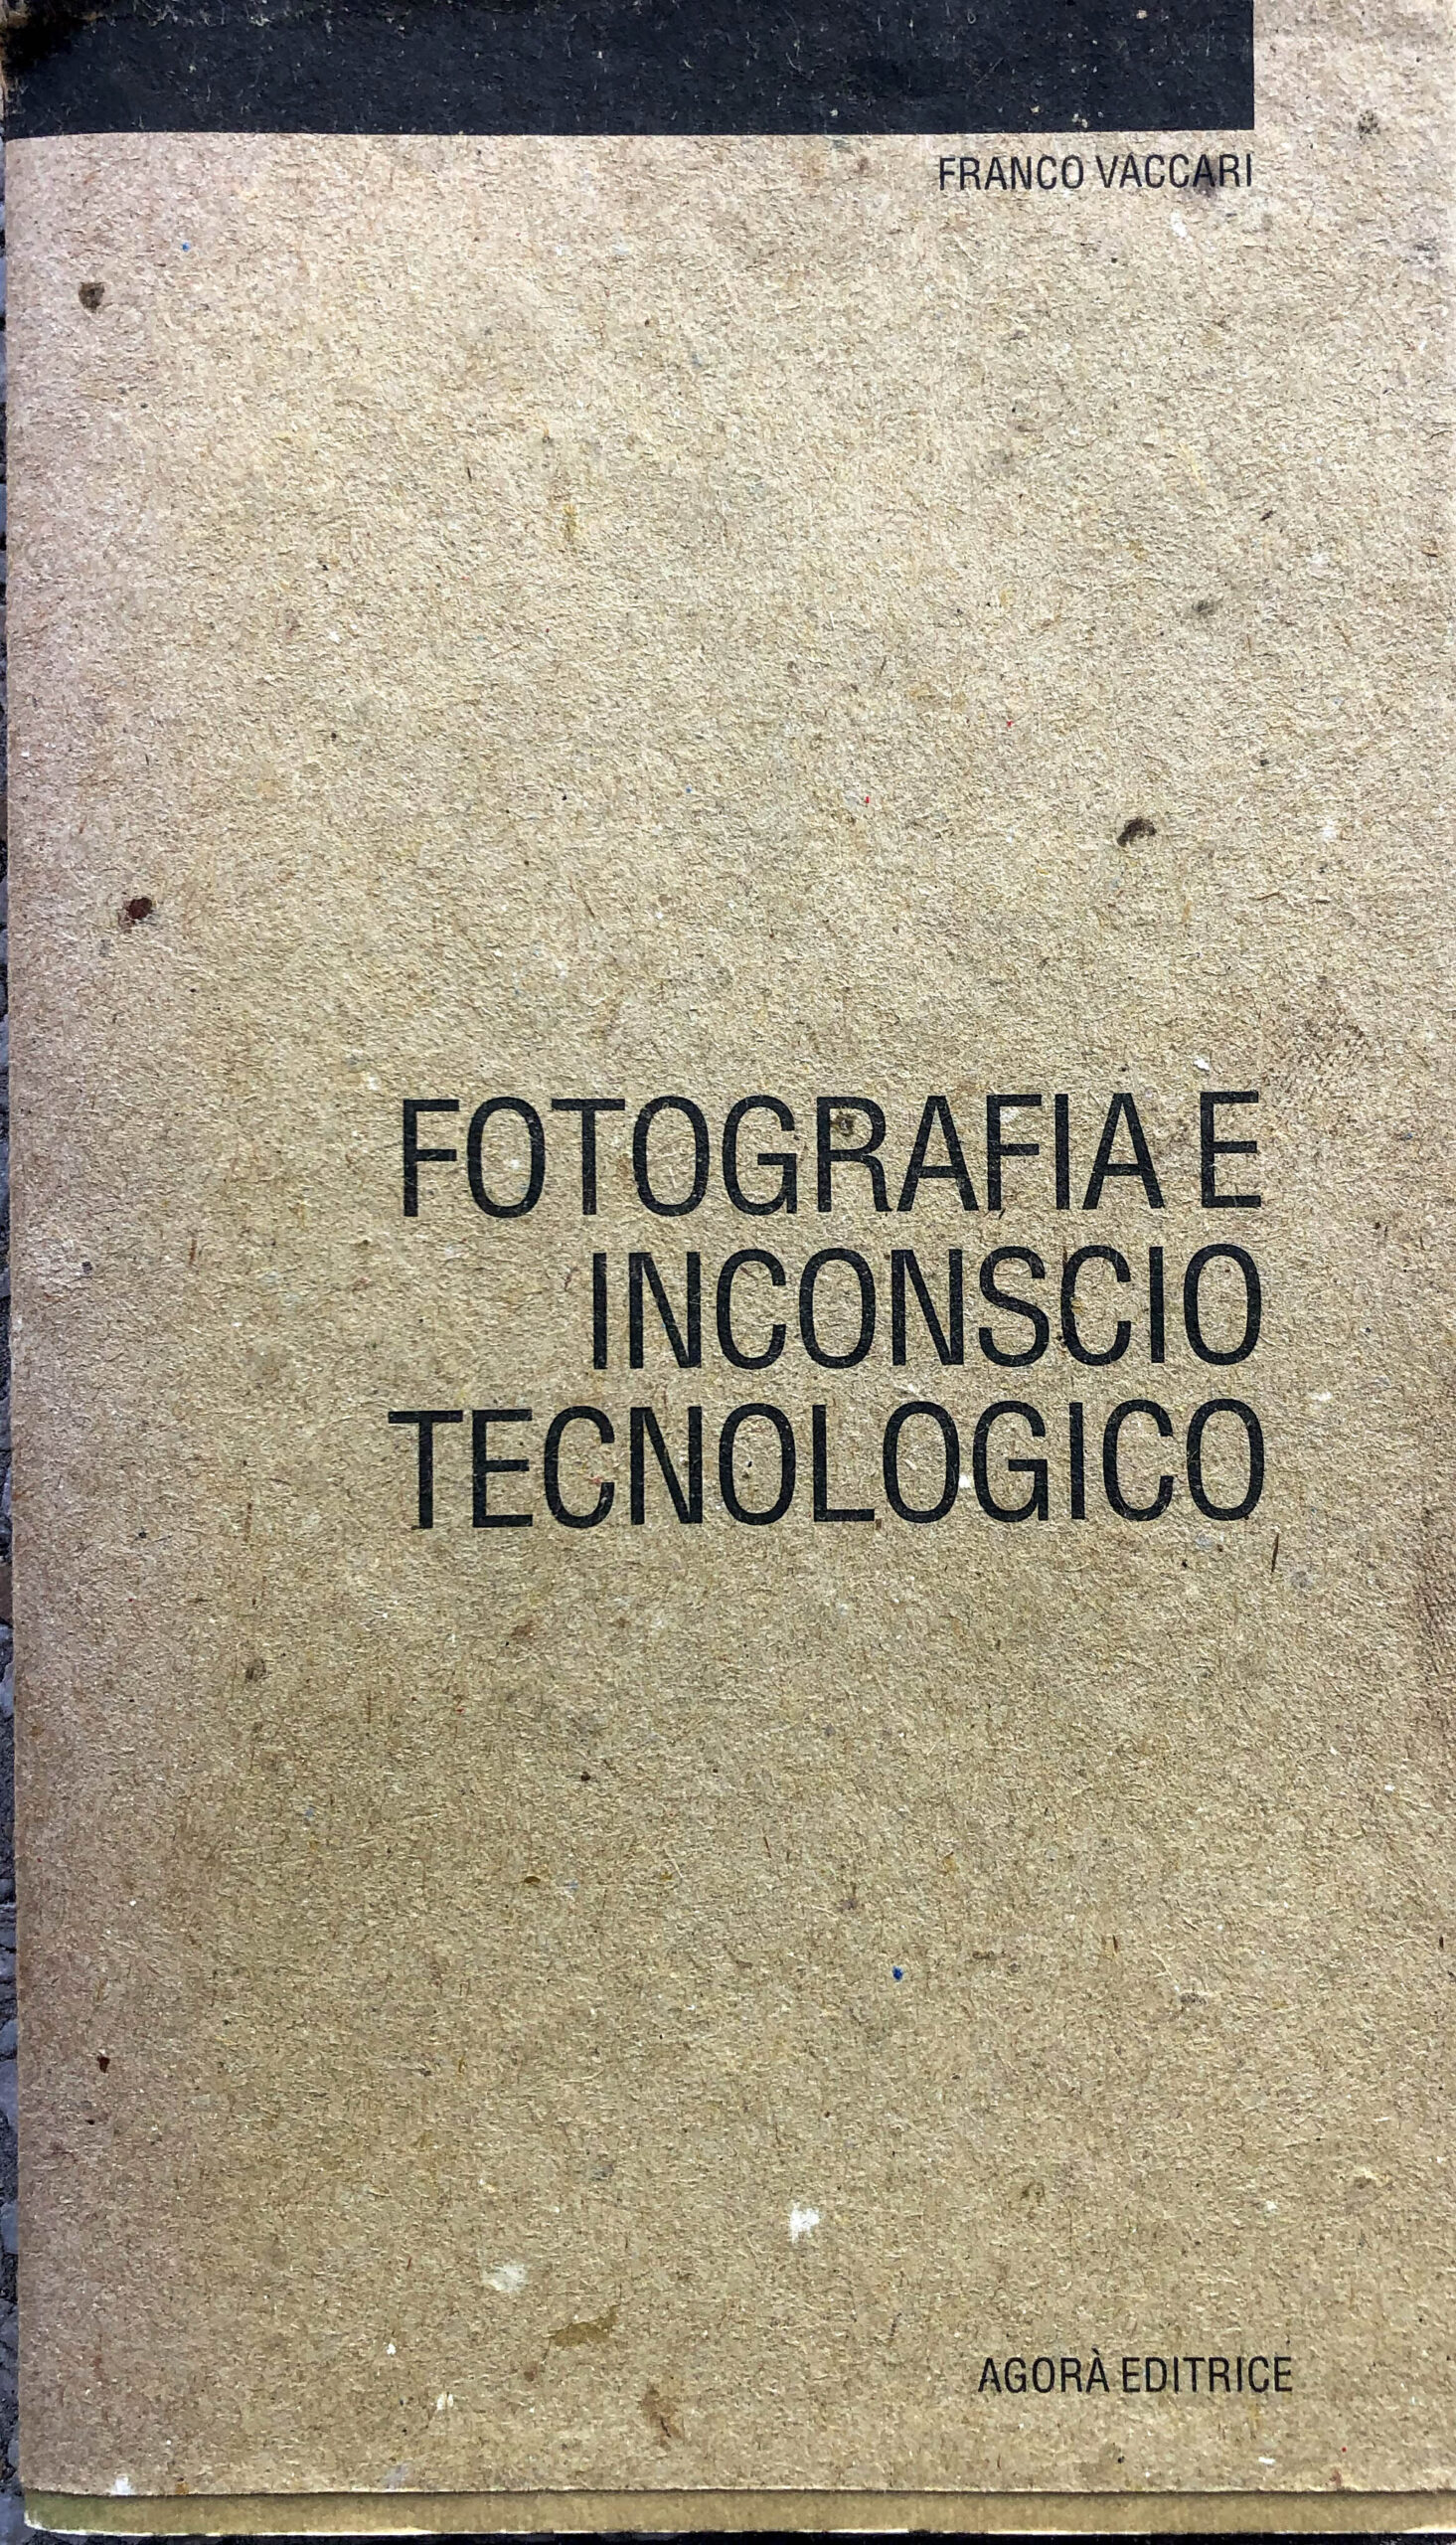 FRANCO VACCARI
FOTOGRAFIA E
INCONSCIO
TECNOLOGICO
AGORÀ EDITRICE